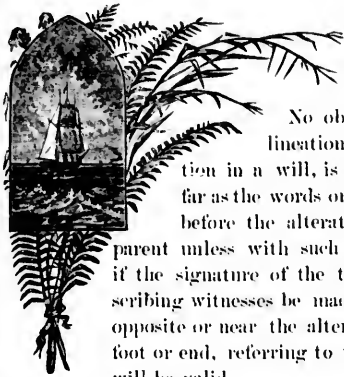 No ob
lineation
tion in a will, is
far as the words or
before the alterat
parent unless with such
if the signature of the t
scribing witnesses be mad
opposite or near the alter
foot or end, referring to
will be valid